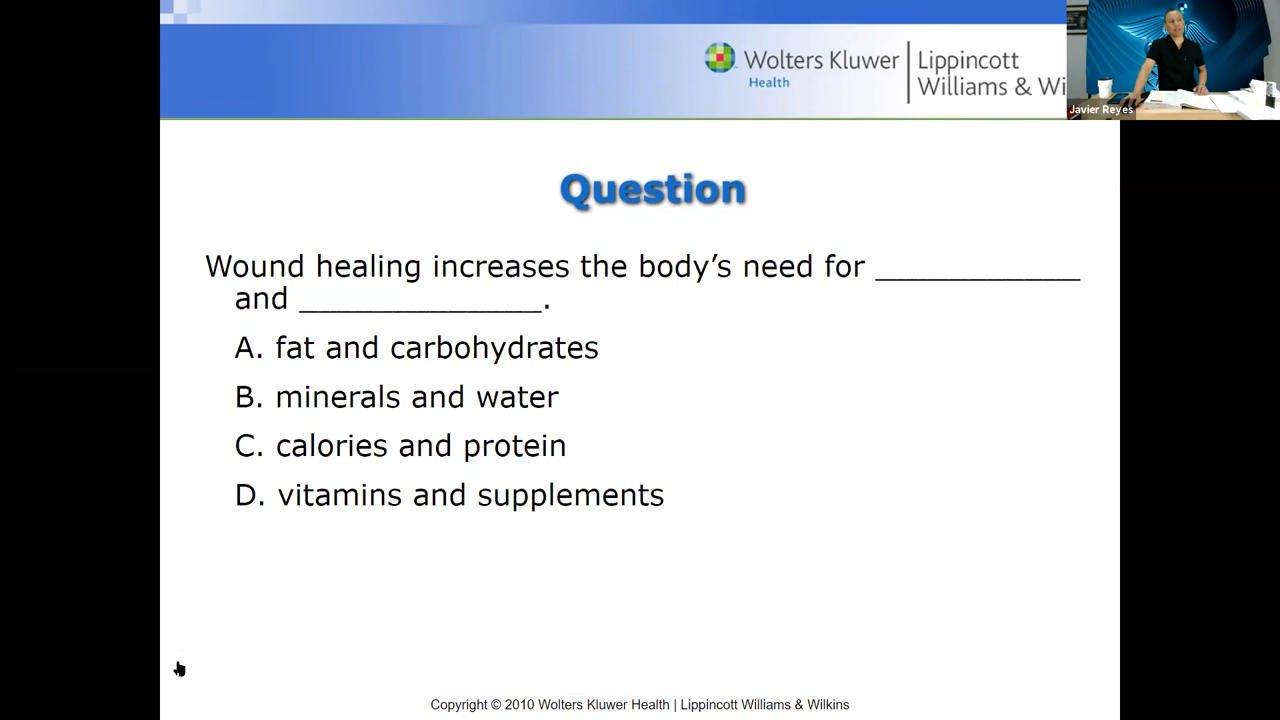 Wolters Kluwer
Health
Lippincott
Williams & Wi
Javier Reyes
Question
Wound healing increases the body’s need for ______________
and ________________.
A. fat and carbohydrates
B. minerals and water
C. calories and protein
D. vitamins and supplements
Copyright © 2010 Wolters Kluwer Health | Lippincott Williams & Wilkins